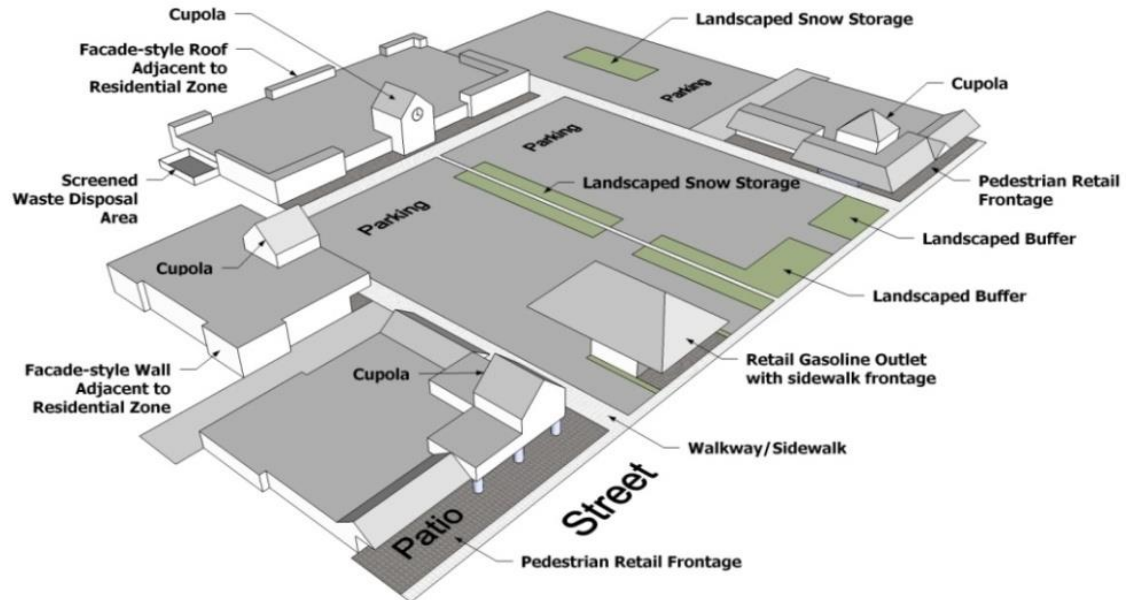 Cupola
Landscaped Snow Storage
Facade-style Roof
Adjacent to
Residential Zone
Cupola
Parking
Parking
Screened
Waste Disposal
Area
Landscaped Snow Storage
Pedestrian Retail
Frontage
Parking
Landscaped Buffer
Cupola
Landscaped Buffer
Facade-style Wall
Adjacent to
Residential Zone
Cupola
Retail Gasoline Outlet
with sidewalk frontage
Walkway/Sidewalk
Street
Patio
Pedestrian Retail Frontage